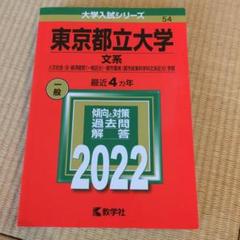 大学入試シリーズ
54
東京都立大学
文系
一般
最近4カ年
傾向と対策
過去問
解答
2022
教学社